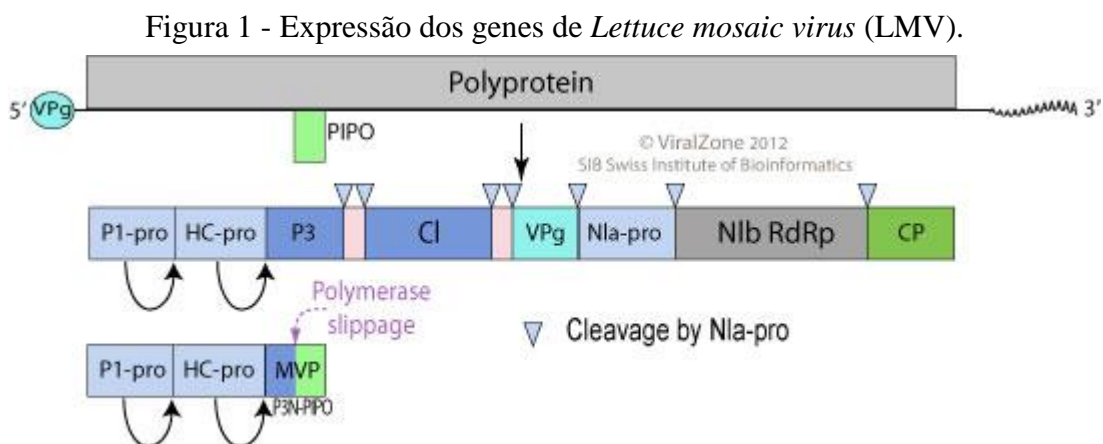 Figura 1 - Expressão dos genes de Lettuce mosaic virus (LMV).
Polyprotein
5' VPg 3'
PIPO
© ViralZone 2012
SIB Swiss Institute of Bioinformatics
P1-pro HC-pro P3 CI VPg NIa-pro NIb RdRp CP
Polymerase
slippage
Cleavage by NIa-pro
P1-pro HC-pro MVP
P3N-PIPO